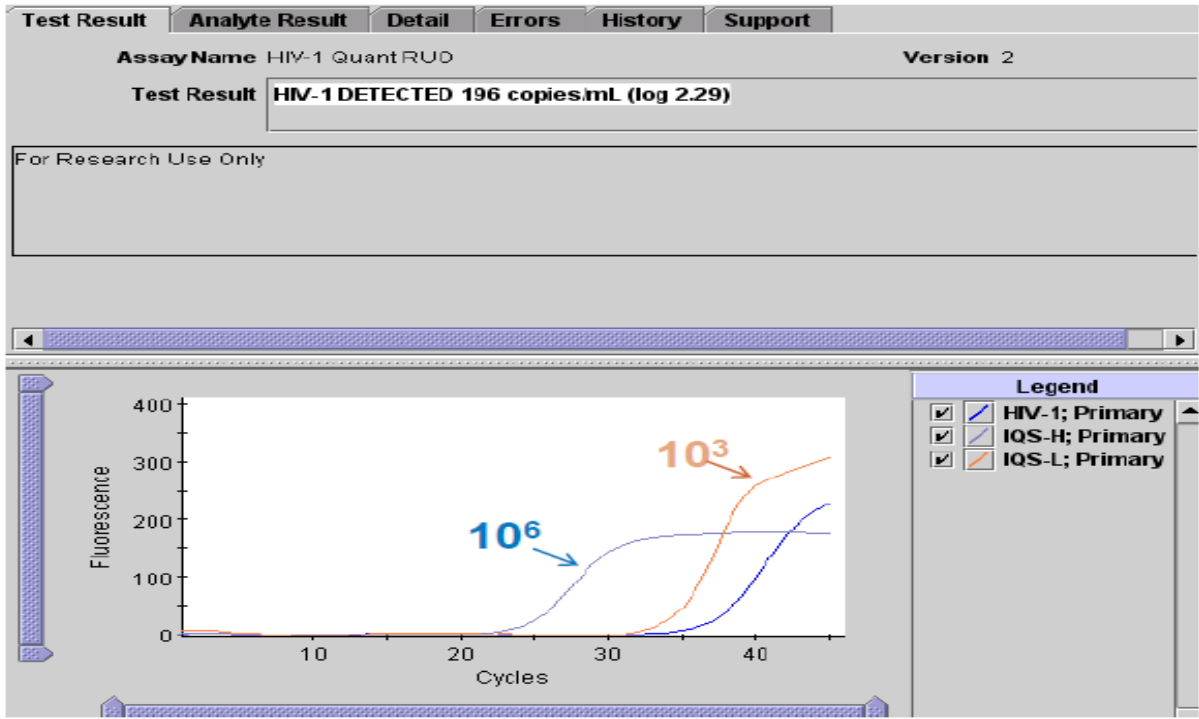 Test Result Analyte Result Detail Errors History Support
Assay Name HIV-1 Quant RUO Version 2
Test Result HIV-1 DETECTED 196 copies/mL (log 2.29)
For Research Use Only
Legend
HIV-1; Primary
IQS-H; Primary
IQS-L; Primary
400
300
200
100
0
Fluorescence
10³
10⁶
10 20 30 40
Cycles